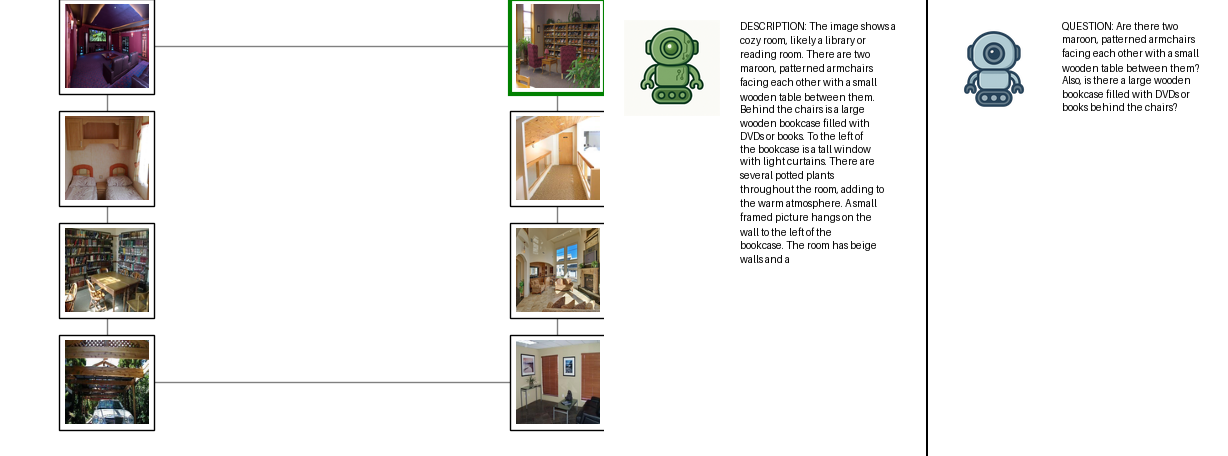 DESCRIPTION: The image shows a
cozy room, likely a library or
reading room. There are two
maroon, patterned armchairs
facing each other with a small
wooden table between them.
Behind the chairs is a large
wooden bookcase filled with
DVDs or books. To the left of
the bookcase is a tall window
with light curtains. There are
several potted plants
throughout the room, adding to
the warm atmosphere. A small
framed picture hangs on the
wall to the left of the
bookcase. The room has beige
walls and a
QUESTION: Are there two
maroon, patterned armchairs
facing each other with a small
wooden table between them?
Also, is there a large wooden
bookcase filled with DVDs or
books behind the chairs?